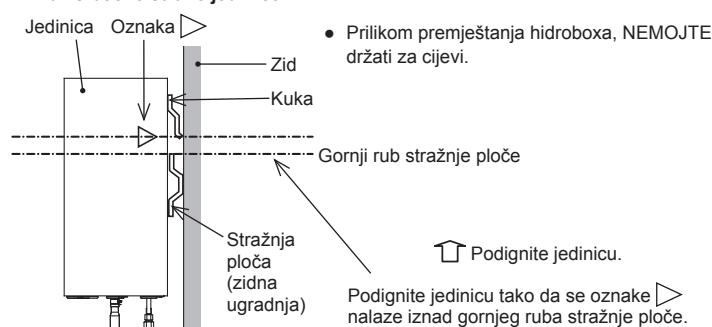 Jedinica Oznaka
● Prilikom premještanja hidroboxa, NEMOJTE
držati za cijevi.
Zid
Kuka
Gornji rub stražnje ploče
Stražnja
ploča
(zidna
ugradnja)
Podignite jedinicu.
Podignite jedinicu tako da se oznake
nalaze iznad gornjeg ruba stražnje ploče.